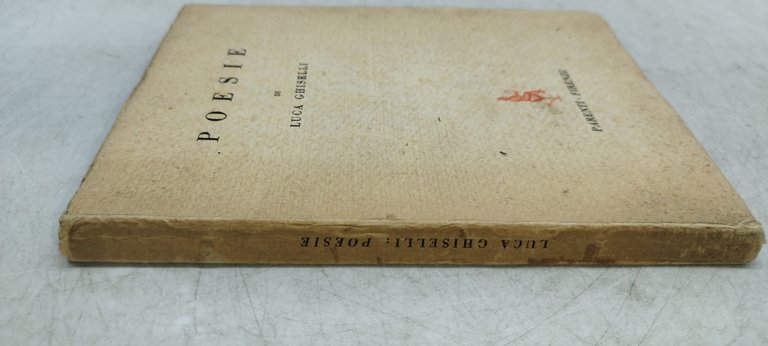 POESIE
DI
LUCA GHISELLI
PARENTI - FIRENZE
LUCA GHISELLI: POESIE